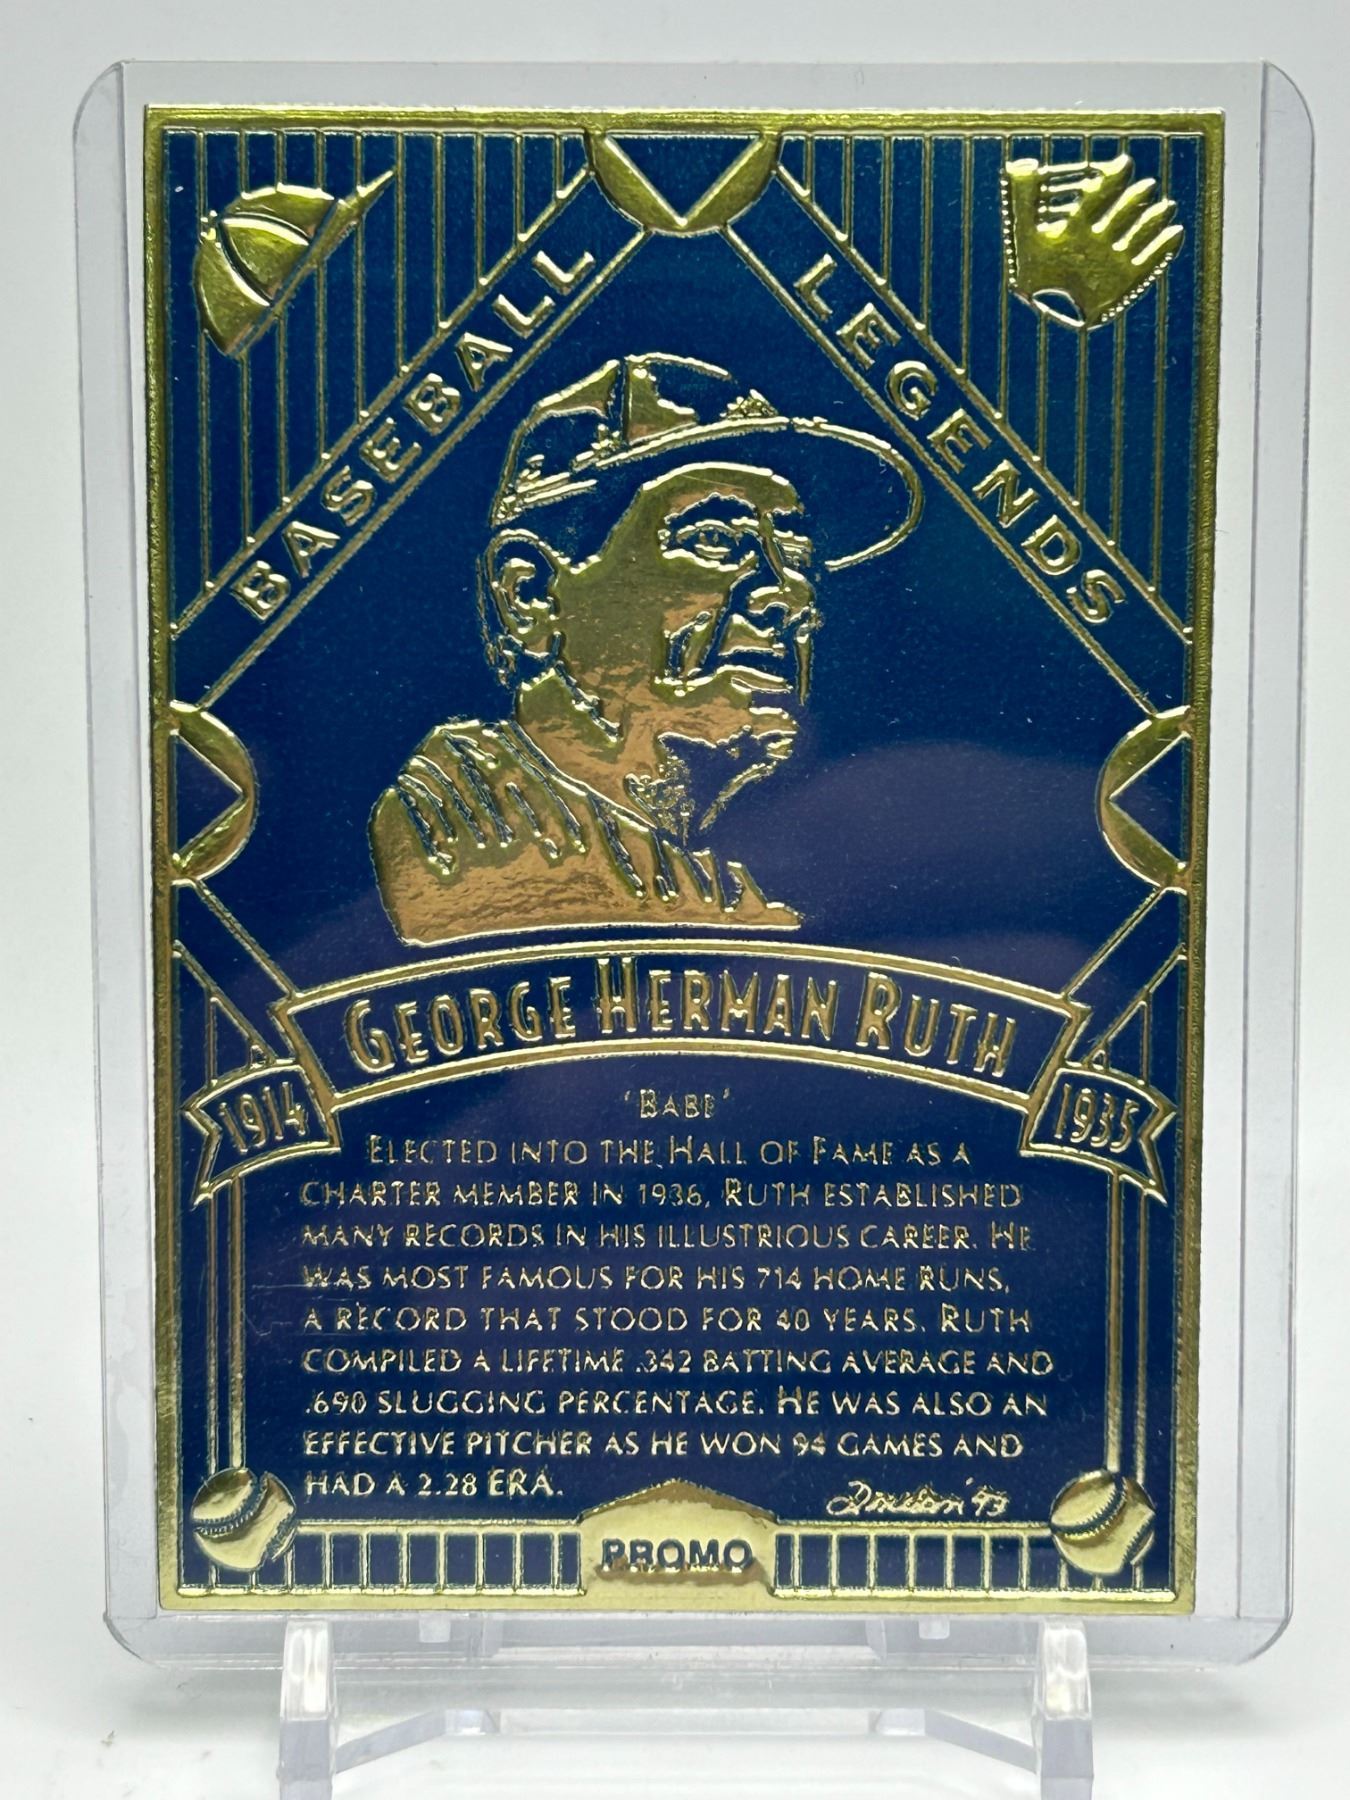 BASEBALL
LEGENDS
GEORGE HERMAN RUTH
1914
1935
'BABE'
ELECTED INTO THE HALL OF FAME AS A
CHARTER MEMBER IN 1936, RUTH ESTABLISHED
MANY RECORDS IN HIS ILLUSTRIOUS CAREER. HE
WAS MOST FAMOUS FOR HIS 714 HOME RUNS,
A RECORD THAT STOOD FOR 40 YEARS. RUTH
COMPILED A LIFETIME .342 BATTING AVERAGE AND
.690 SLUGGING PERCENTAGE. HE WAS ALSO AN
EFFECTIVE PITCHER AS HE WON 94 GAMES AND
HAD A 2.28 ERA.
'93
PROMO